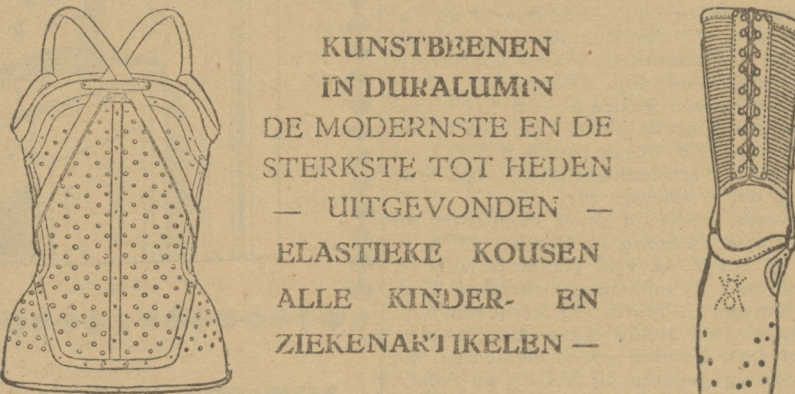 KUNSTBEENEN
IN DURALUMIN
DE MODERNSTE EN DE
STERKSTE TOT HEDEN
— UITGEVONDEN —
ELASTIEKE KOUSEN
ALLE KINDER- EN
ZIEKENARTIKELEN —